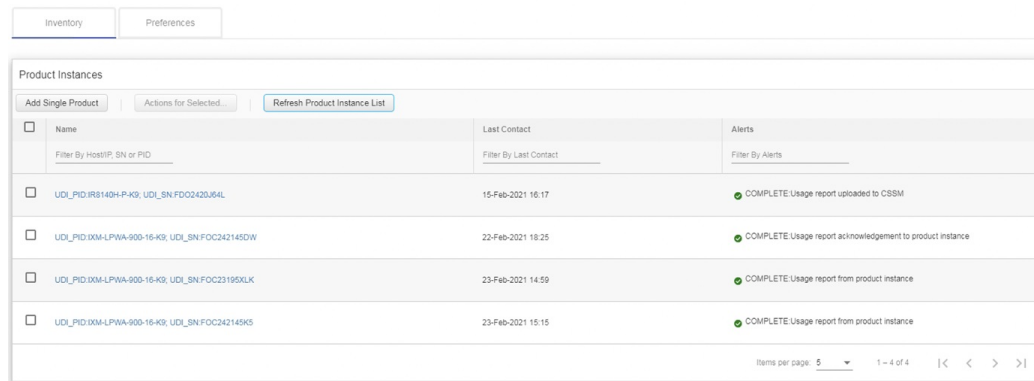 Inventory Preferences
Product Instances
Add Single Product Actions for Selected... Refresh Product Instance List
Name Last Contact Alerts
Filter By Host/IP, SN or PID Filter By Last Contact Filter By Alerts
UDI_PID:IR8140H-P-K9; UDI_SN:FDO2420J64L 15-Feb-2021 16:17 COMPLETE:Usage report uploaded to CSSM
UDI_PID:IXM-LPWA-900-16-K9; UDI_SN:FOC242145DW 22-Feb-2021 18:25 COMPLETE:Usage report acknowledgement to product instance
UDI_PID:IXM-LPWA-900-16-K9; UDI_SN:FOC23195XLK 23-Feb-2021 14:59 COMPLETE:Usage report from product instance
UDI_PID:IXM-LPWA-900-16-K9; UDI_SN:FOC242145K5 23-Feb-2021 15:15 COMPLETE:Usage report from product instance
Items per page: 5 1 – 4 of 4